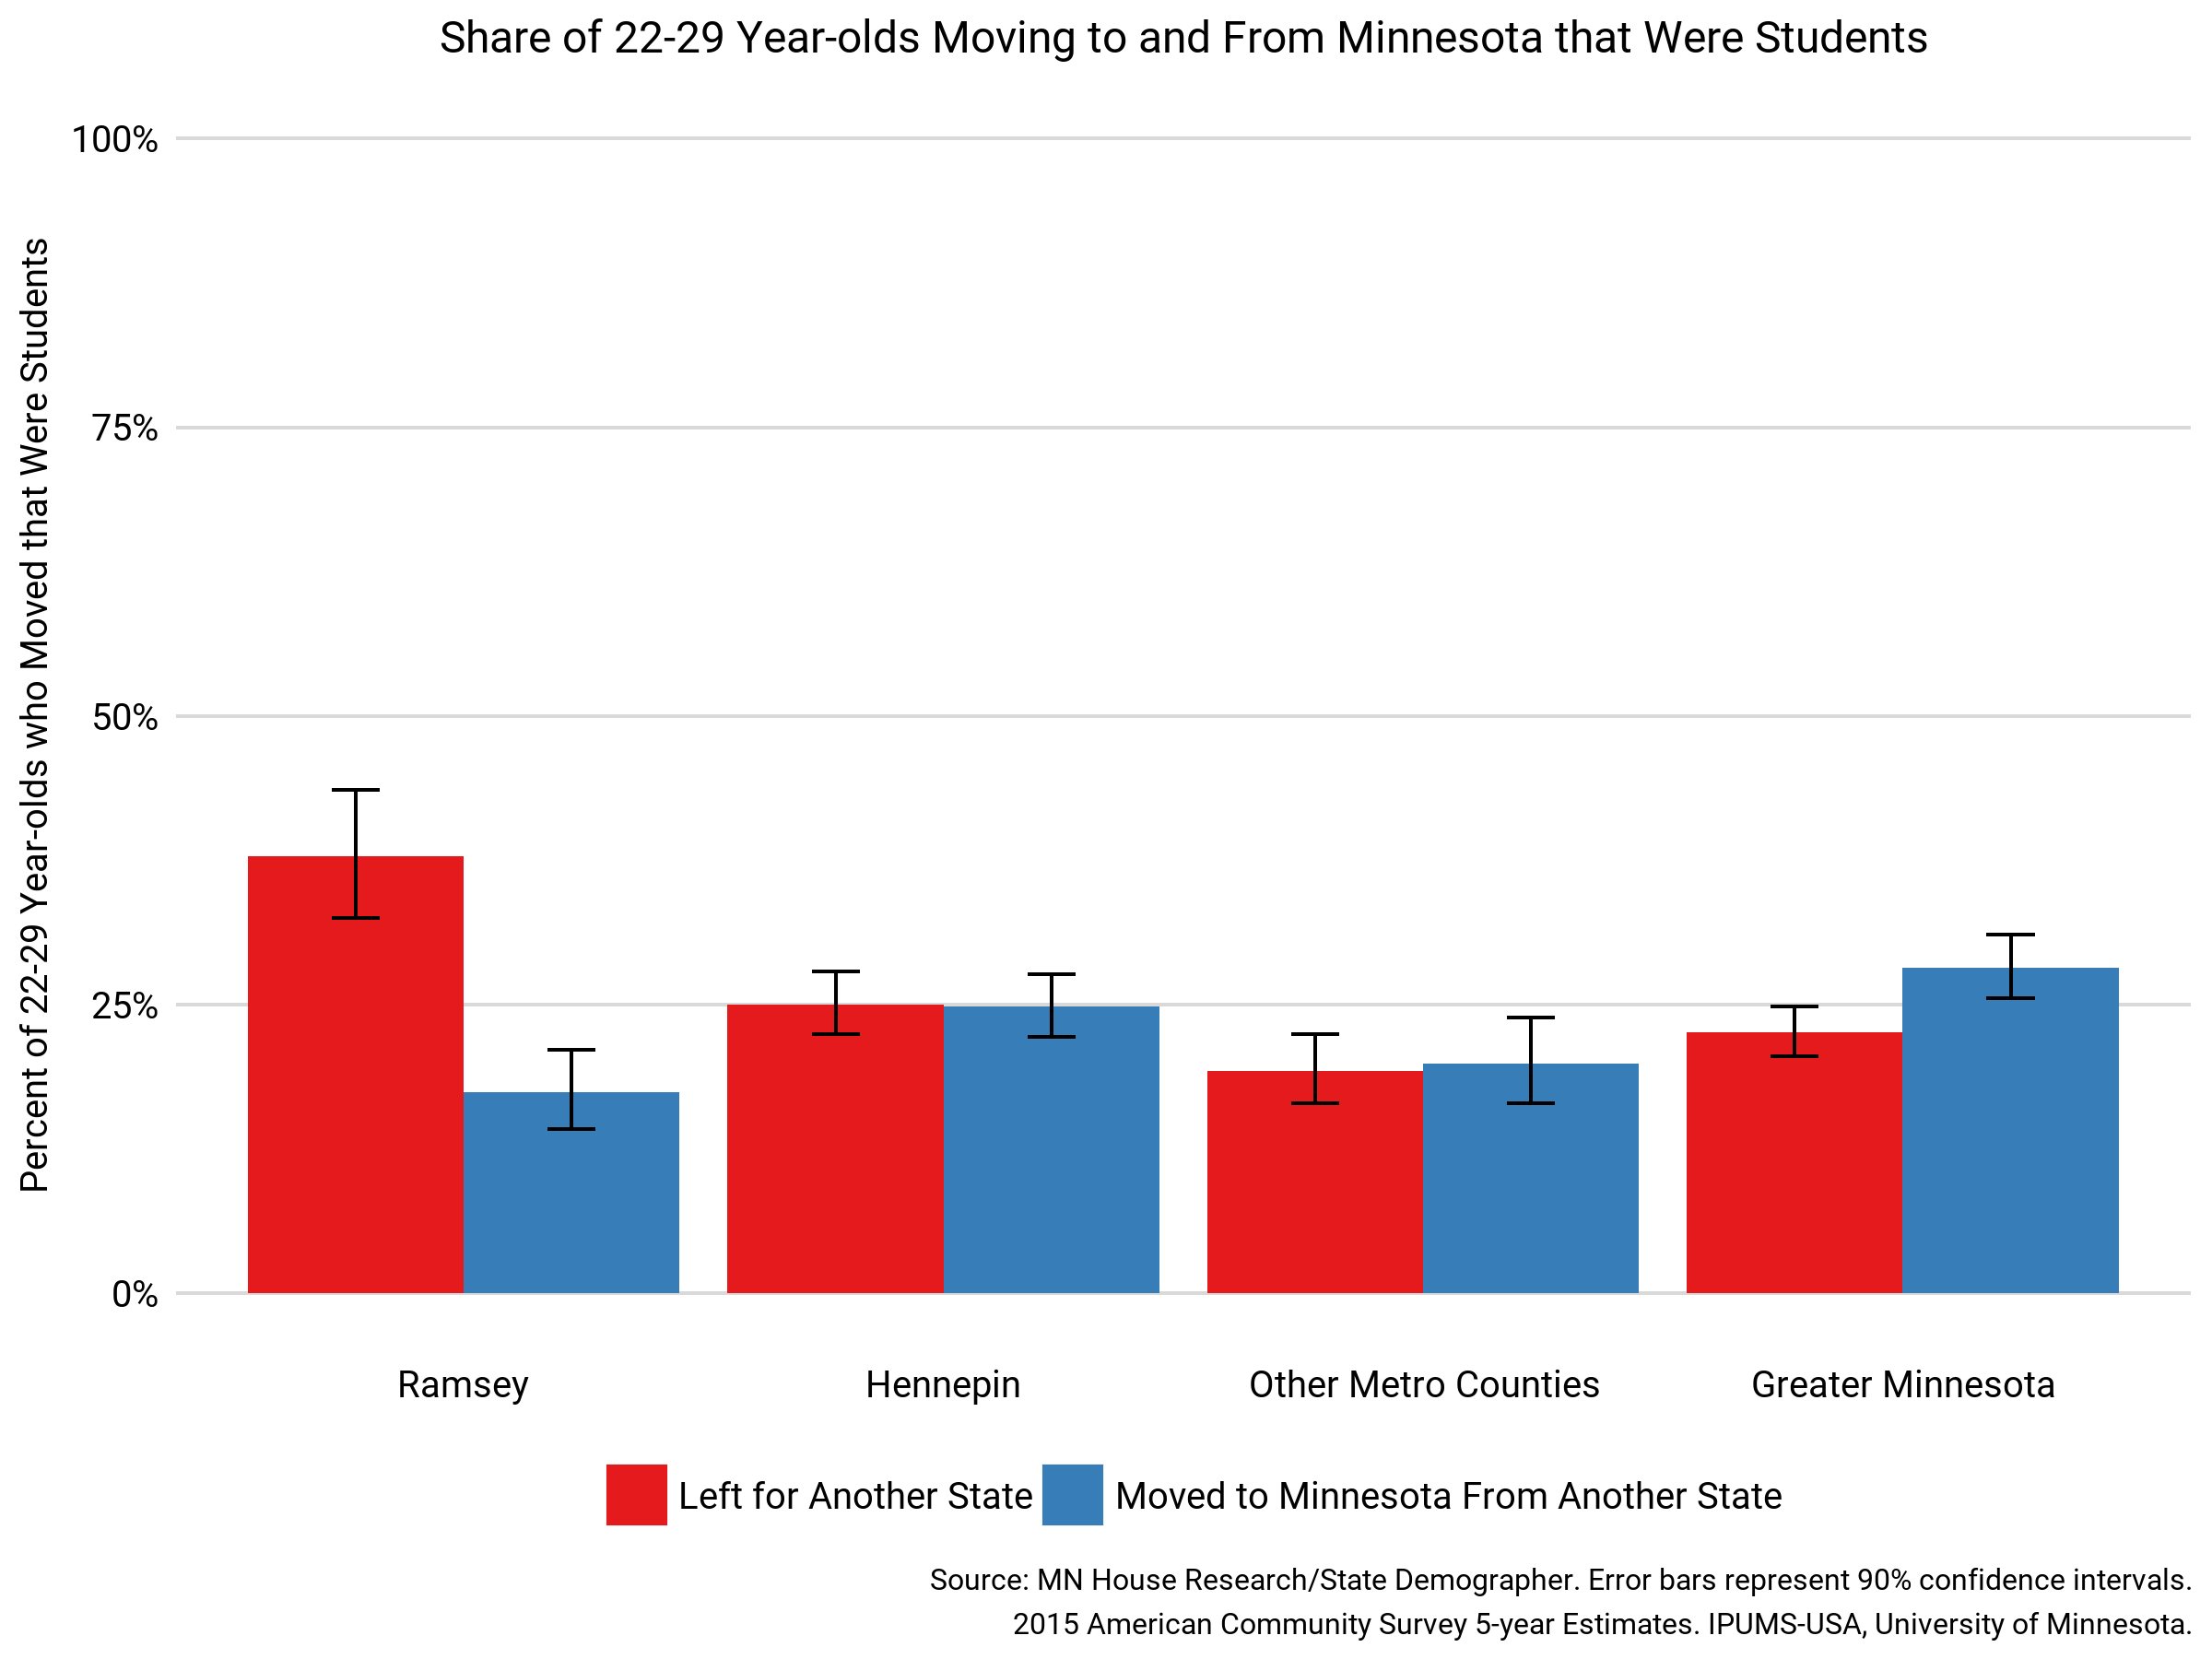 Share of 22-29 Year-olds Moving to and From Minnesota that Were Students
Percent of 22-29 Year-olds who Moved that Were Students
100%
75%
50%
25%
0%
Ramsey
Hennepin
Other Metro Counties
Greater Minnesota
Left for Another State
Moved to Minnesota From Another State
Source: MN House Research/State Demographer. Error bars represent 90% confidence intervals.
2015 American Community Survey 5-year Estimates. IPUMS-USA, University of Minnesota.